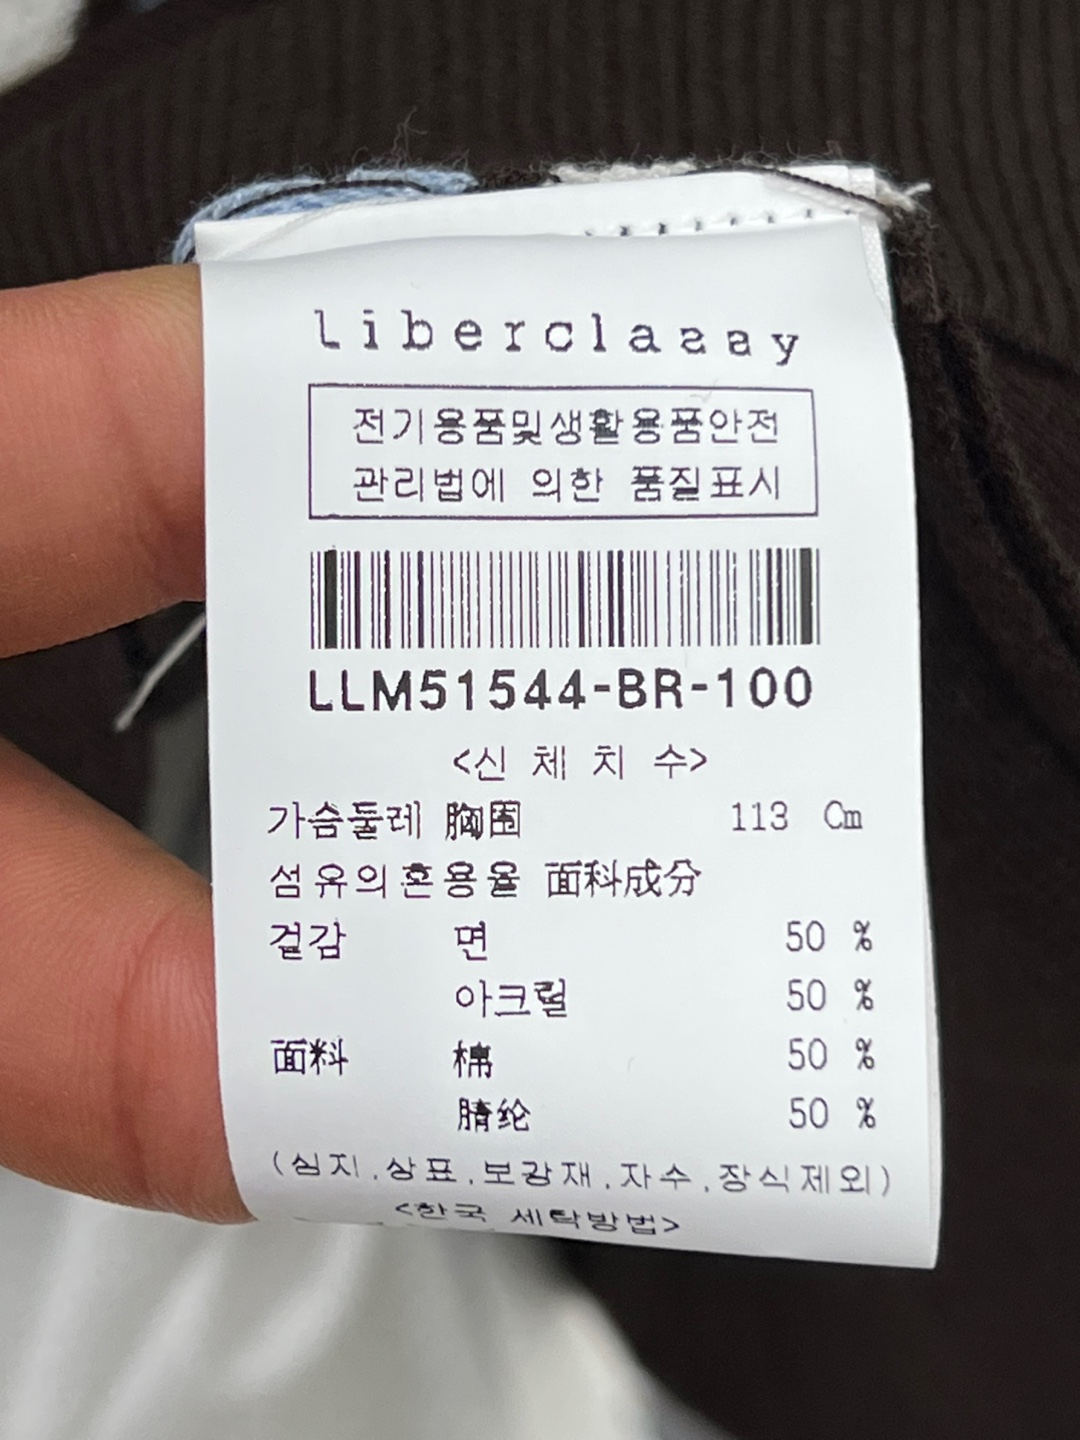 Liberclassy
전기용품및생활용품안전
관리법에 의한 품질표시
LLM51544-BR-100
<신 체 치 수>
가슴둘레 胸围 113 Cm
섬유의혼용율 面料成分
겉감 면 50 %
아크릴 50 %
面料 棉 50 %
腈纶 50 %
(심지,상표,보강재,자수,장식제외)
<한국 세탁방법>